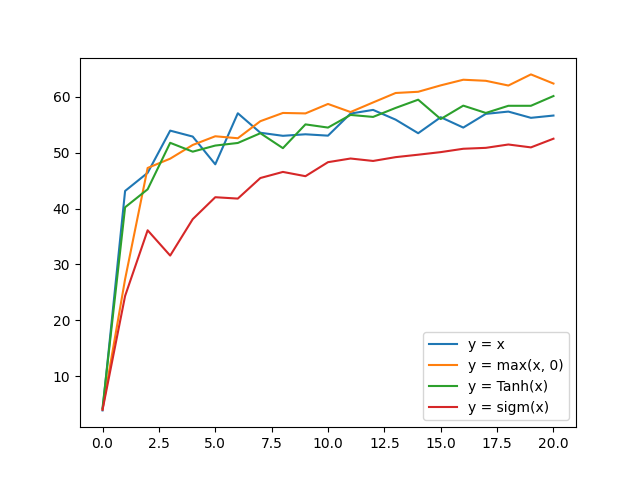 60
50
40
30
20
10
0.0 2.5 5.0 7.5 10.0 12.5 15.0 17.5 20.0
y = x
y = max(x, 0)
y = Tanh(x)
y = sigm(x)